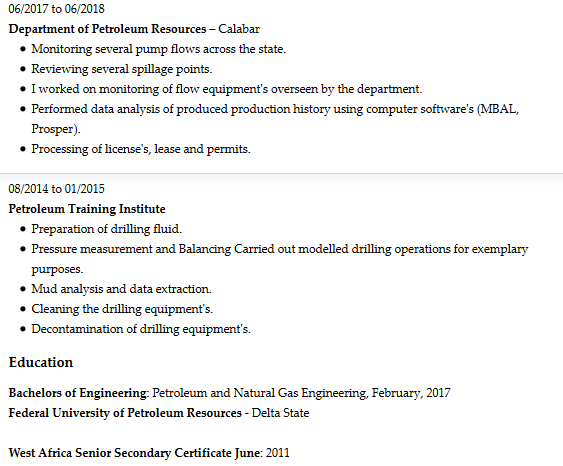 06/2017 to 06/2018
Department of Petroleum Resources – Calabar
• Monitoring several pump flows across the state.
• Reviewing several spillage points.
• I worked on monitoring of flow equipment's overseen by the department.
• Performed data analysis of produced production history using computer software's (MBAL,
Prosper).
• Processing of license's, lease and permits.
08/2014 to 01/2015
Petroleum Training Institute
• Preparation of drilling fluid.
• Pressure measurement and Balancing Carried out modelled drilling operations for exemplary
purposes.
• Mud analysis and data extraction.
• Cleaning the drilling equipment's.
• Decontamination of drilling equipment's.
Education
Bachelors of Engineering: Petroleum and Natural Gas Engineering, February, 2017
Federal University of Petroleum Resources - Delta State
West Africa Senior Secondary Certificate June: 2011